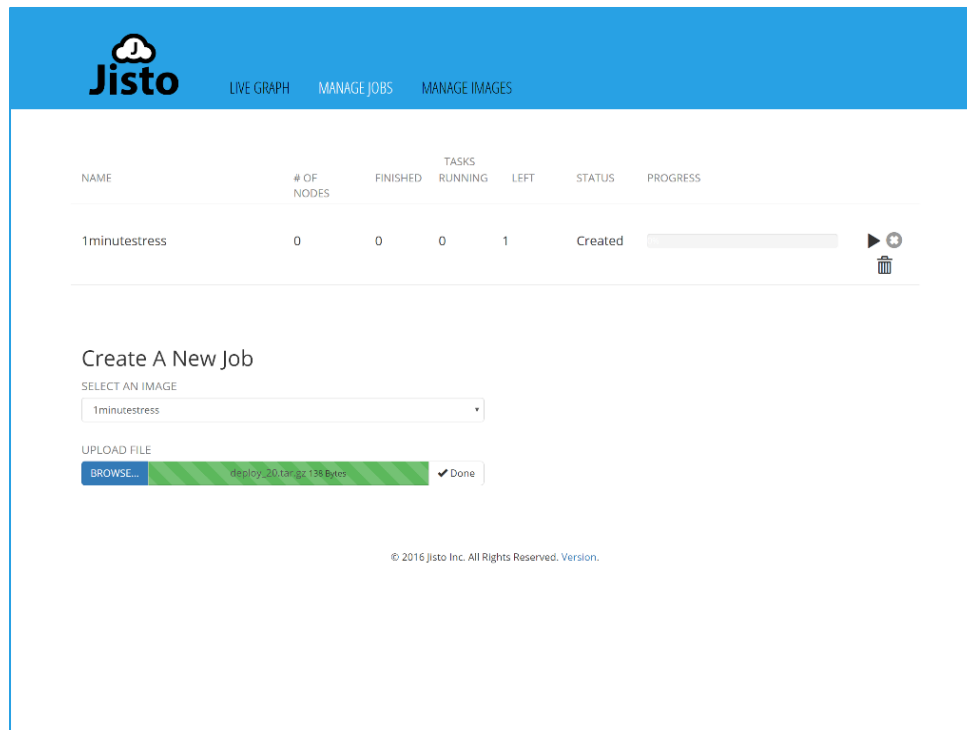 J
Jisto
LIVE GRAPH MANAGE JOBS MANAGE IMAGES
TASKS
NAME # OF FINISHED RUNNING LEFT STATUS PROGRESS
NODES
1minutestress 0 0 0 1 Created
Create A New Job
SELECT AN IMAGE
1minutestress
UPLOAD FILE
BROWSE... deploy_20.tar.gz 138 Bytes Done
© 2016 Jisto Inc. All Rights Reserved. Version.